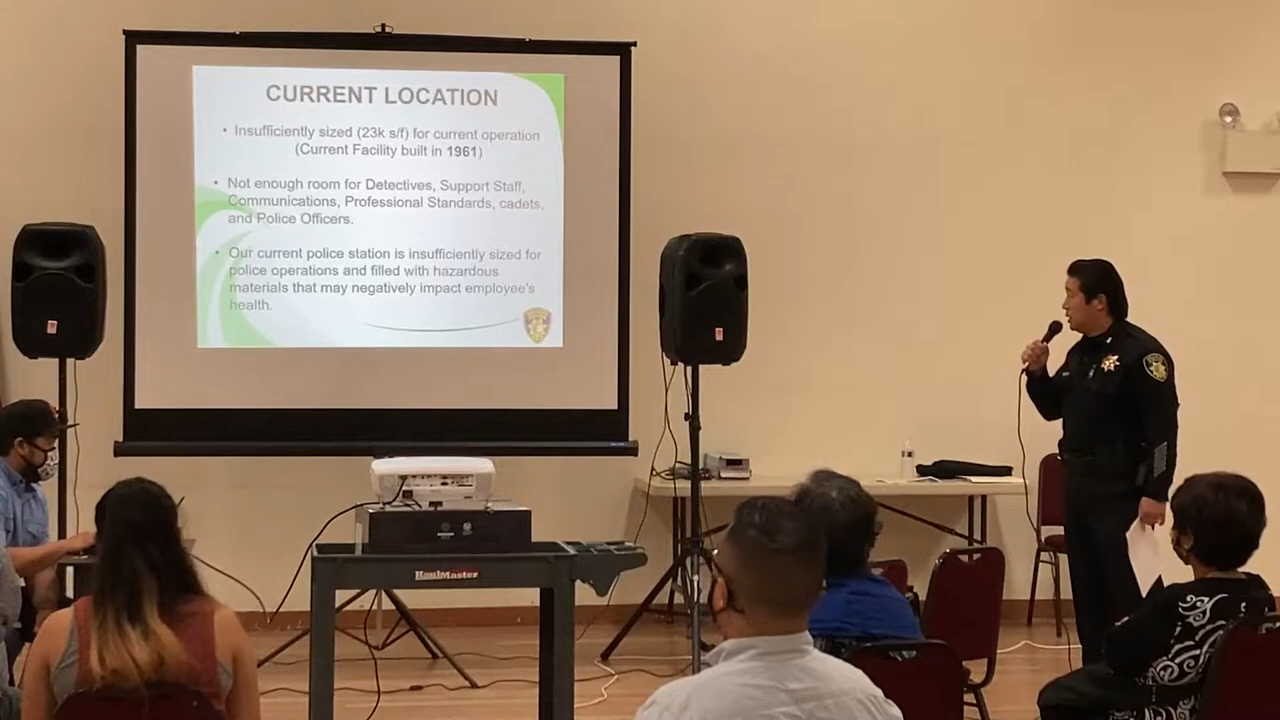 CURRENT LOCATION
• Insufficiently sized (23k s/f) for current operation
(Current Facility built in 1961)
• Not enough room for Detectives, Support Staff,
Communications, Professional Standards, cadets,
and Police Officers.
• Our current police station is insufficiently sized for
police operations and filled with hazardous
materials that may negatively impact employee's
health.
HaulMaster